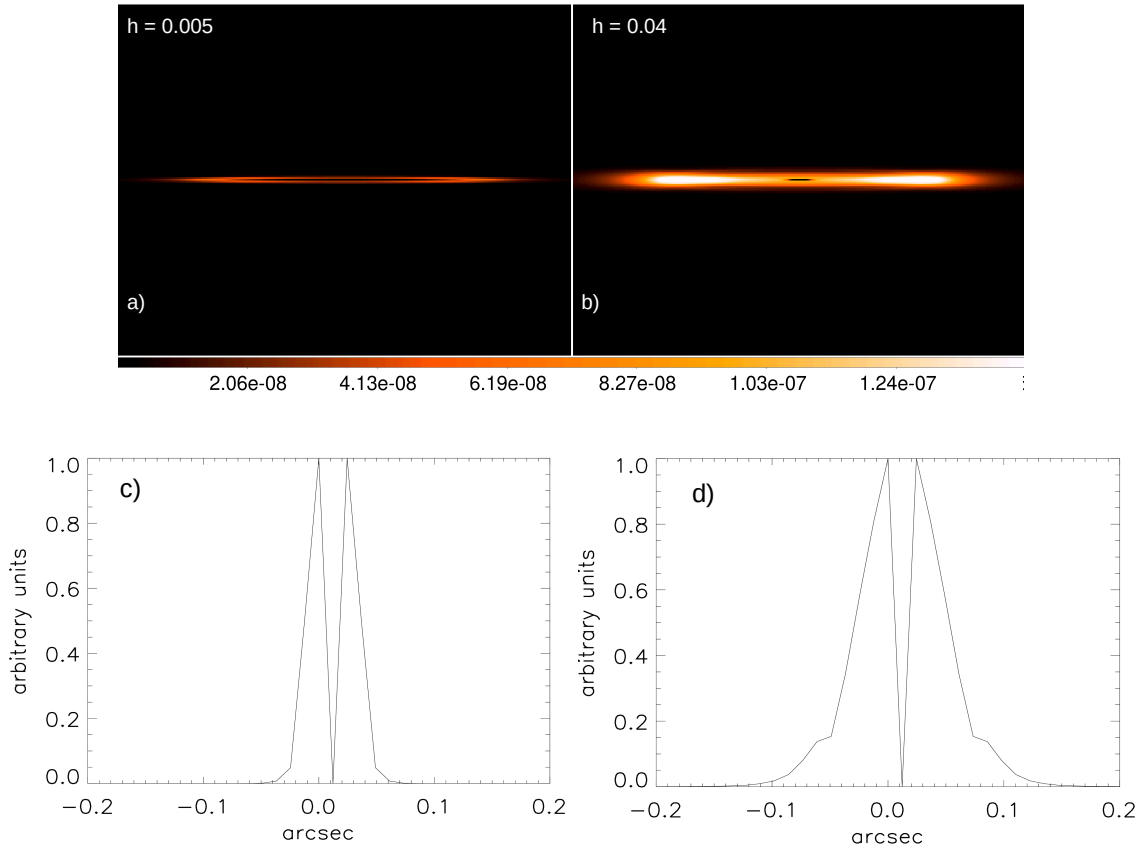 h = 0.005
h = 0.04
a)
b)
2.06e-08 4.13e-08 6.19e-08 8.27e-08 1.03e-07 1.24e-07
c)
1.0
0.8
0.6
0.4
0.2
0.0
arbitrary units
−0.2 −0.1 0.0 0.1 0.2
arcsec
d)
1.0
0.8
0.6
0.4
0.2
0.0
arbitrary units
−0.2 −0.1 0.0 0.1 0.2
arcsec